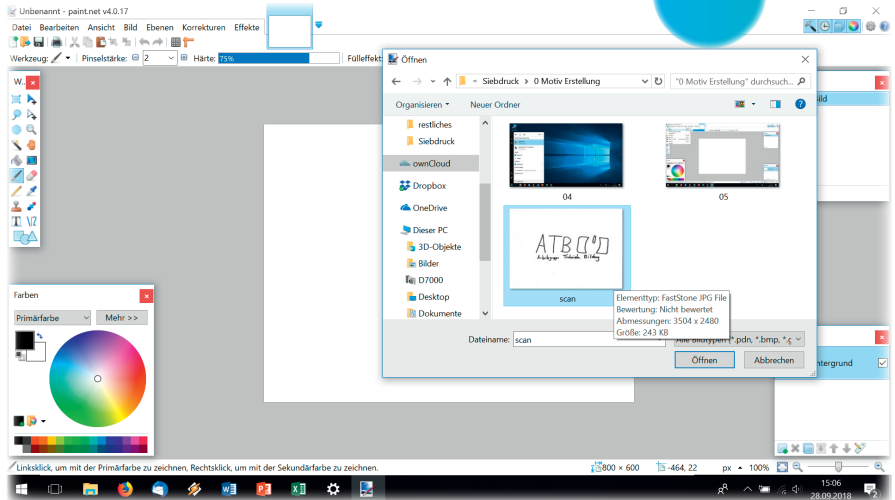 Unbenannt - paint.net v4.0.17
Datei Bearbeiten Ansicht Bild Ebenen Korrekturen Effekte
Werkzeug: Pinselstärke: 2 Härte: 75% Fülleffekt:
W..
Öffnen
« Siebdruck > 0 Motiv Erstellung
"0 Motiv Erstellung" durchsuch...
Organisieren Neuer Ordner
restliches
Siebdruck
ownCloud
Dropbox
OneDrive
Dieser PC
3D-Objekte
Bilder
D7000
Desktop
Dokumente
04
05
ATB
Arbeitsgruppe Technische Bildung
scan
Elementtyp: FastStone JPG File
Bewertung: Nicht bewertet
Abmessungen: 3504 x 2480
Größe: 243 KB
Dateiname: scan
Alle Bildtypen (*.pdn, *.bmp, *.g
Öffnen Abbrechen
Farben
Primärfarbe Mehr >>
Linksklick, um mit der Primärfarbe zu zeichnen, Rechtsklick, um mit der Sekundärfarbe zu zeichnen.
800 × 600 -464, 22 px 100%
15:06
28.09.2018
2